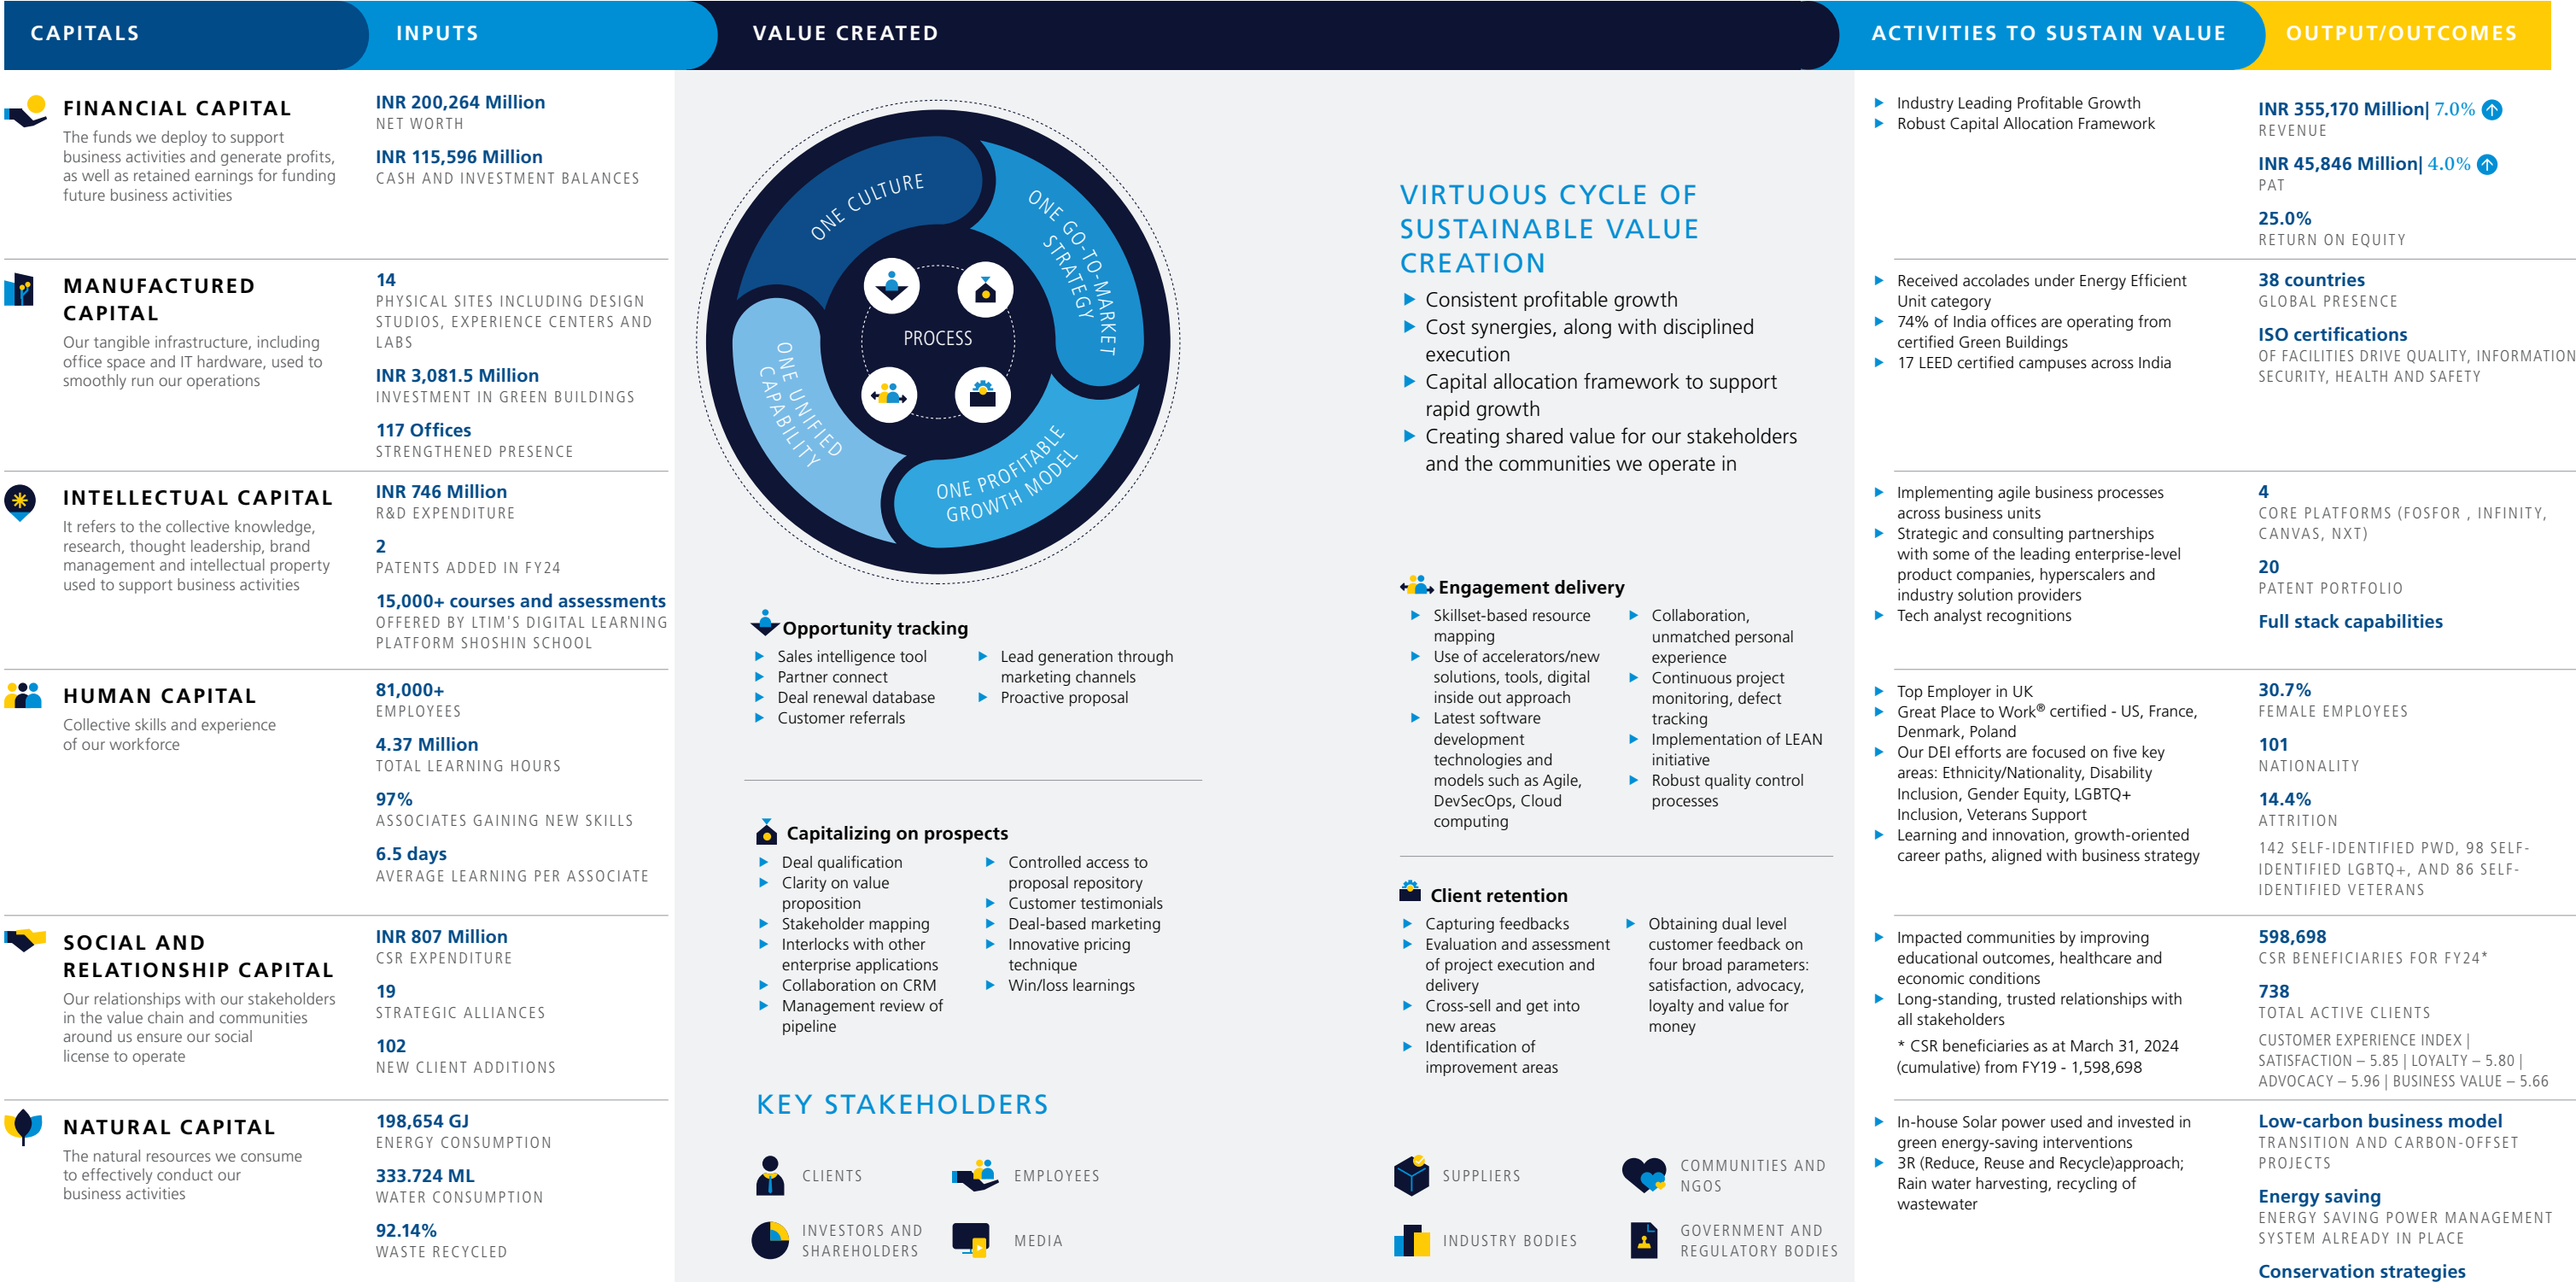 CAPITALS
INPUTS
VALUE CREATED
ACTIVITIES TO SUSTAIN VALUE
OUTPUT/OUTCOMES
FINANCIAL CAPITAL
The funds we deploy to support
business activities and generate profits,
as well as retained earnings for funding
future business activities
INR 200,264 Million
NET WORTH
INR 115,596 Million
CASH AND INVESTMENT BALANCES
MANUFACTURED
CAPITAL
Our tangible infrastructure, including
office space and IT hardware, used to
smoothly run our operations
14
PHYSICAL SITES INCLUDING DESIGN
STUDIOS, EXPERIENCE CENTERS AND
LABS
INR 3,081.5 Million
INVESTMENT IN GREEN BUILDINGS
117 Offices
STRENGTHENED PRESENCE
INTELLECTUAL CAPITAL
It refers to the collective knowledge,
research, thought leadership, brand
management and intellectual property
used to support business activities
INR 746 Million
R&D EXPENDITURE
2
PATENTS ADDED IN FY24
15,000+ courses and assessments
OFFERED BY LTIM'S DIGITAL LEARNING
PLATFORM SHOSHIN SCHOOL
HUMAN CAPITAL
Collective skills and experience
of our workforce
81,000+
EMPLOYEES
4.37 Million
TOTAL LEARNING HOURS
97%
ASSOCIATES GAINING NEW SKILLS
6.5 days
AVERAGE LEARNING PER ASSOCIATE
SOCIAL AND
RELATIONSHIP CAPITAL
Our relationships with our stakeholders
in the value chain and communities
around us ensure our social
license to operate
INR 807 Million
CSR EXPENDITURE
19
STRATEGIC ALLIANCES
102
NEW CLIENT ADDITIONS
NATURAL CAPITAL
The natural resources we consume
to effectively conduct our
business activities
198,654 GJ
ENERGY CONSUMPTION
333.724 ML
WATER CONSUMPTION
92.14%
WASTE RECYCLED
ONE CULTURE
ONE GO-TO-MARKET
STRATEGY
ONE PROFITABLE
GROWTH MODEL
ONE UNIFIED
CAPABILITY
PROCESS
VIRTUOUS CYCLE OF
SUSTAINABLE VALUE
CREATION
Consistent profitable growth
Cost synergies, along with disciplined
execution
Capital allocation framework to support
rapid growth
Creating shared value for our stakeholders
and the communities we operate in
Opportunity tracking
Sales intelligence tool
Partner connect
Deal renewal database
Customer referrals
Lead generation through
marketing channels
Proactive proposal
Capitalizing on prospects
Deal qualification
Clarity on value
proposition
Stakeholder mapping
Interlocks with other
enterprise applications
Collaboration on CRM
Management review of
pipeline
Controlled access to
proposal repository
Customer testimonials
Deal-based marketing
Innovative pricing
technique
Win/loss learnings
Engagement delivery
Skillset-based resource
mapping
Use of accelerators/new
solutions, tools, digital
inside out approach
Latest software
development
technologies and
models such as Agile,
DevSecOps, Cloud
computing
Collaboration,
unmatched personal
experience
Continuous project
monitoring, defect
tracking
Implementation of LEAN
initiative
Robust quality control
processes
Client retention
Capturing feedbacks
Evaluation and assessment
of project execution and
delivery
Cross-sell and get into
new areas
Identification of
improvement areas
Obtaining dual level
customer feedback on
four broad parameters:
satisfaction, advocacy,
loyalty and value for
money
KEY STAKEHOLDERS
CLIENTS
EMPLOYEES
SUPPLIERS
COMMUNITIES AND
NGOS
INVESTORS AND
SHAREHOLDERS
MEDIA
INDUSTRY BODIES
GOVERNMENT AND
REGULATORY BODIES
Industry Leading Profitable Growth
Robust Capital Allocation Framework
INR 355,170 Million| 7.0%
REVENUE
INR 45,846 Million| 4.0%
PAT
25.0%
RETURN ON EQUITY
Received accolades under Energy Efficient
Unit category
74% of India offices are operating from
certified Green Buildings
17 LEED certified campuses across India
38 countries
GLOBAL PRESENCE
ISO certifications
OF FACILITIES DRIVE QUALITY, INFORMATION
SECURITY, HEALTH AND SAFETY
Implementing agile business processes
across business units
Strategic and consulting partnerships
with some of the leading enterprise-level
product companies, hyperscalers and
industry solution providers
Tech analyst recognitions
4
CORE PLATFORMS (FOSFOR , INFINITY,
CANVAS, NXT)
20
PATENT PORTFOLIO
Full stack capabilities
Top Employer in UK
Great Place to Work® certified - US, France,
Denmark, Poland
Our DEI efforts are focused on five key
areas: Ethnicity/Nationality, Disability
Inclusion, Gender Equity, LGBTQ+
Inclusion, Veterans Support
Learning and innovation, growth-oriented
career paths, aligned with business strategy
30.7%
FEMALE EMPLOYEES
101
NATIONALITY
14.4%
ATTRITION
142 SELF-IDENTIFIED PWD, 98 SELF-
IDENTIFIED LGBTQ+, AND 86 SELF-
IDENTIFIED VETERANS
Impacted communities by improving
educational outcomes, healthcare and
economic conditions
Long-standing, trusted relationships with
all stakeholders
* CSR beneficiaries as at March 31, 2024
(cumulative) from FY19 - 1,598,698
598,698
CSR BENEFICIARIES FOR FY24*
738
TOTAL ACTIVE CLIENTS
CUSTOMER EXPERIENCE INDEX |
SATISFACTION – 5.85 | LOYALTY – 5.80 |
ADVOCACY – 5.96 | BUSINESS VALUE – 5.66
In-house Solar power used and invested in
green energy-saving interventions
3R (Reduce, Reuse and Recycle)approach;
Rain water harvesting, recycling of
wastewater
Low-carbon business model
TRANSITION AND CARBON-OFFSET
PROJECTS
Energy saving
ENERGY SAVING POWER MANAGEMENT
SYSTEM ALREADY IN PLACE
Conservation strategies